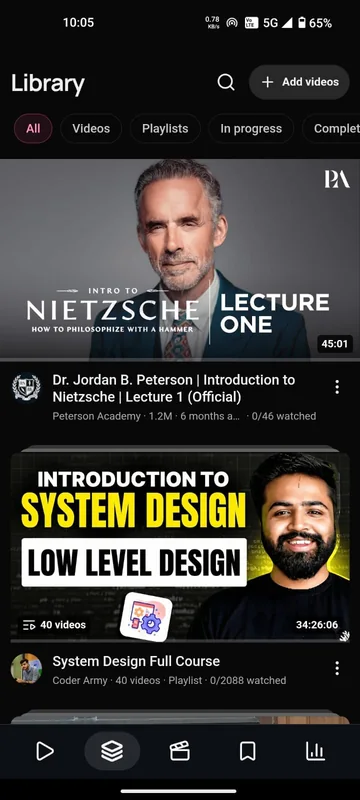 10:05
0.78 KB/s Vo LTE 5G 65%
Library
Add videos
All Videos Playlists In progress Complet
PA
INTRO TO
NIETZSCHE
HOW TO PHILOSOPHIZE WITH A HAMMER
LECTURE
ONE
45:01
Dr. Jordan B. Peterson | Introduction to
Nietzsche | Lecture 1 (Official)
Peterson Academy · 1.2M · 6 months a... · 0/46 watched
INTRODUCTION TO
SYSTEM DESIGN
LOW LEVEL DESIGN
40 videos
34:26:06
System Design Full Course
Coder Army · 40 videos · Playlist · 0/2088 watched